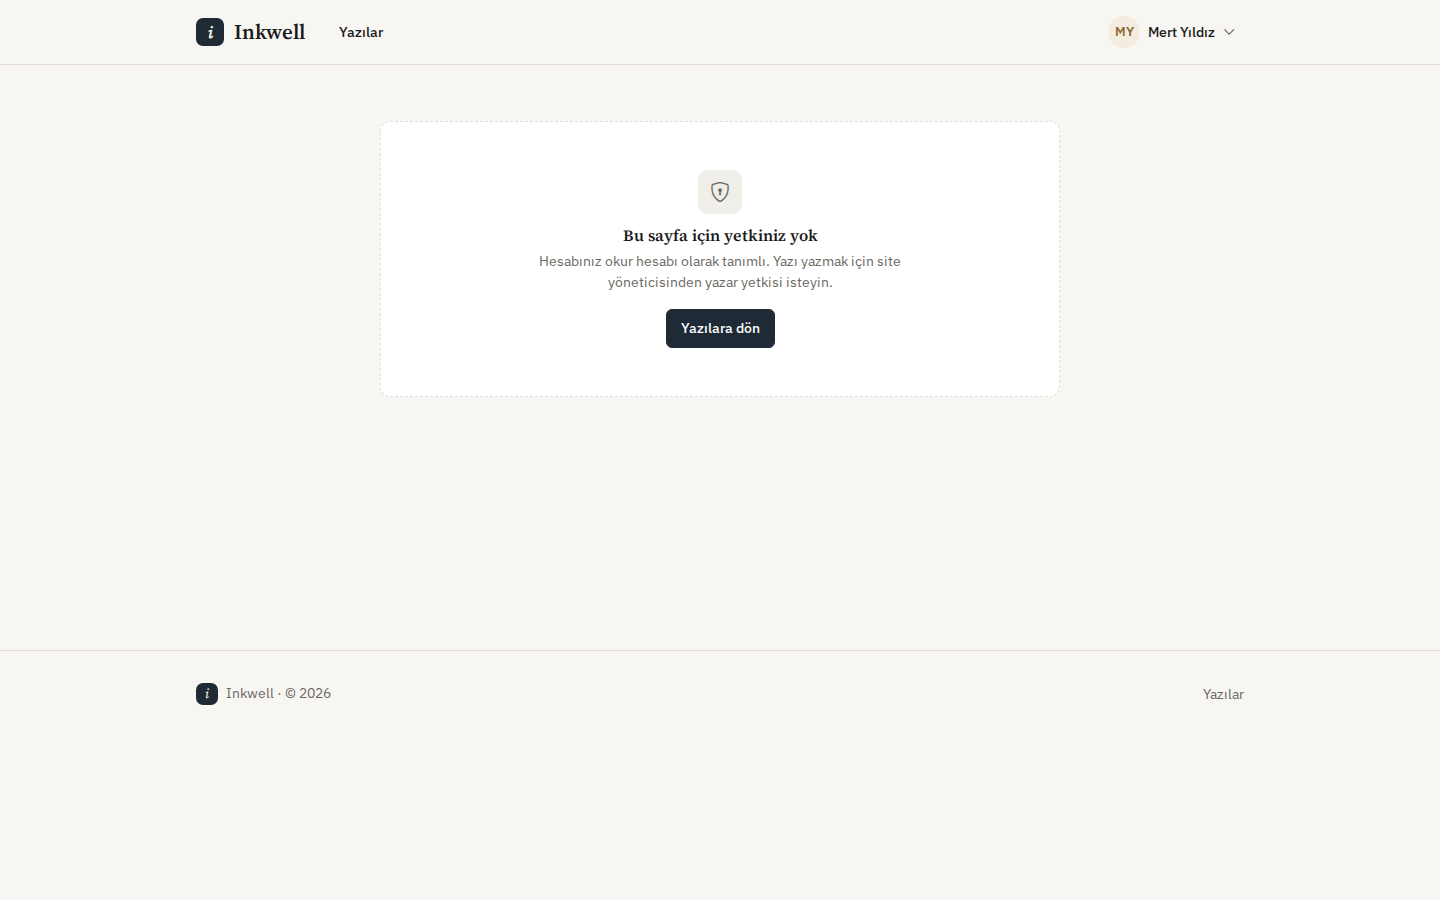 i Inkwell Yazılar MY Mert Yıldız
Bu sayfa için yetkiniz yok
Hesabınız okur hesabı olarak tanımlı. Yazı yazmak için site
yöneticisinden yazar yetkisi isteyin.
Yazılara dön
i Inkwell · © 2026 Yazılar